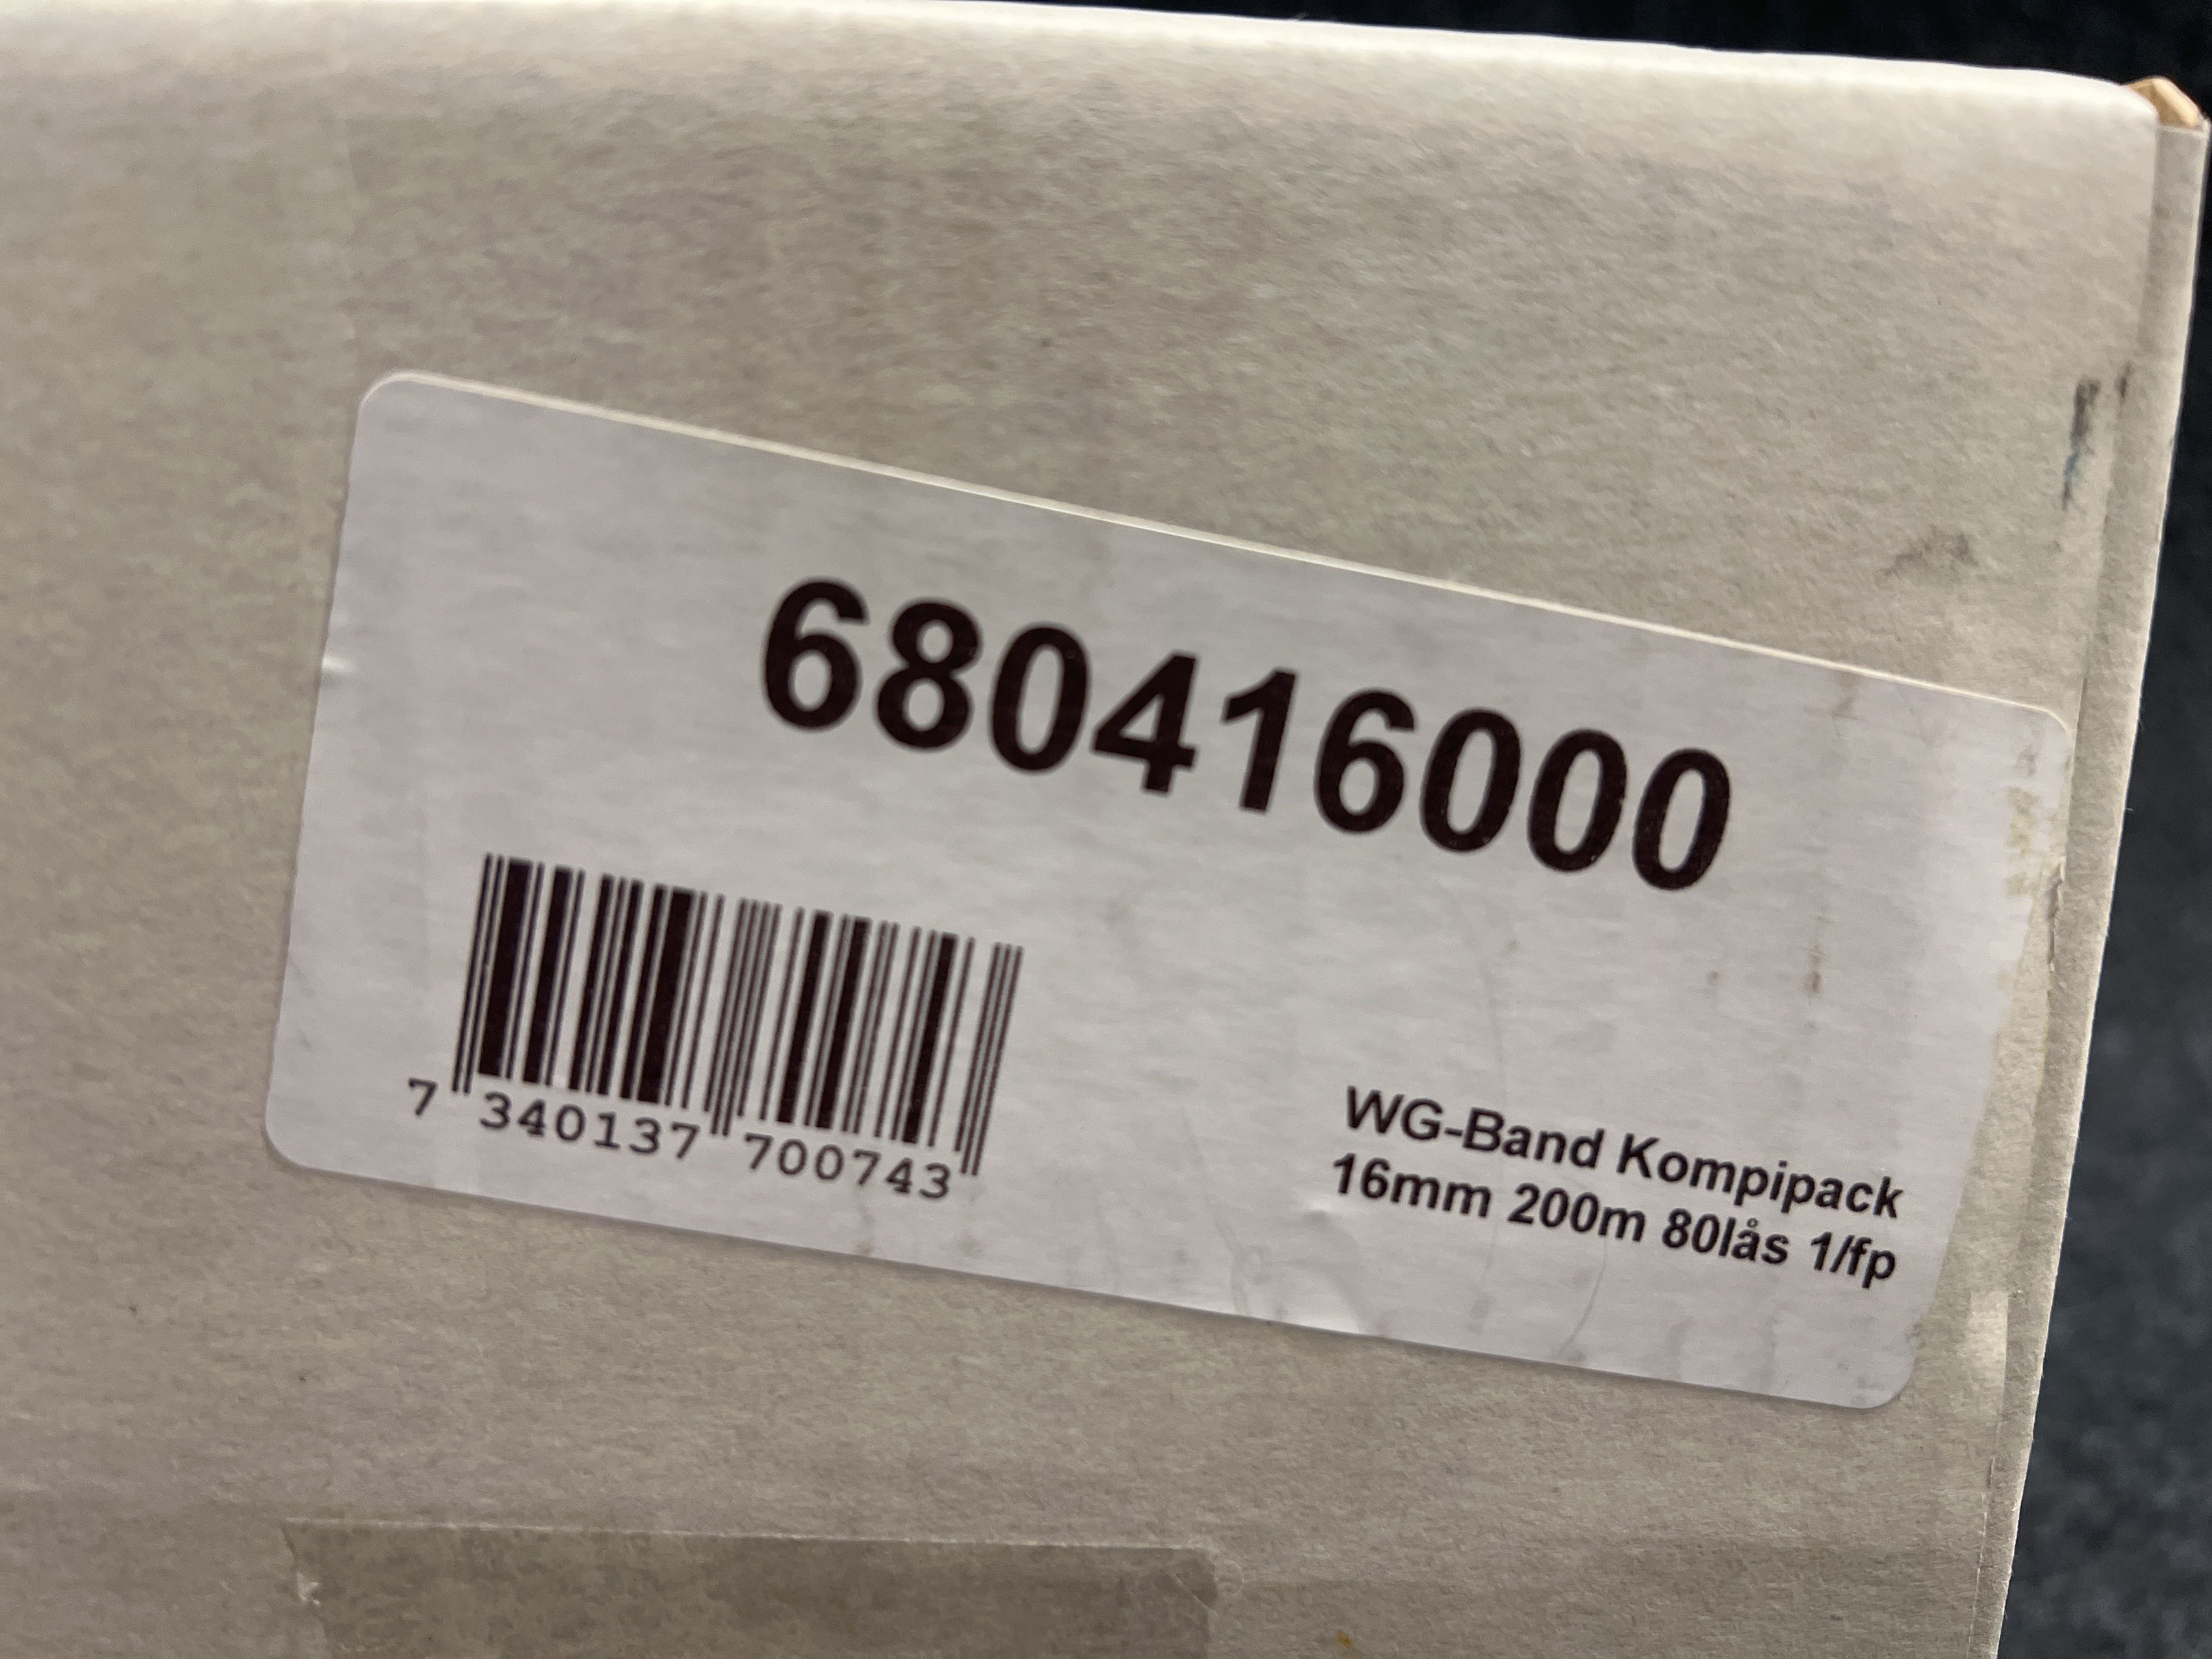 680416000
7 340137 700743
WG-Band Kompipack
16mm 200m 80lås 1/fp